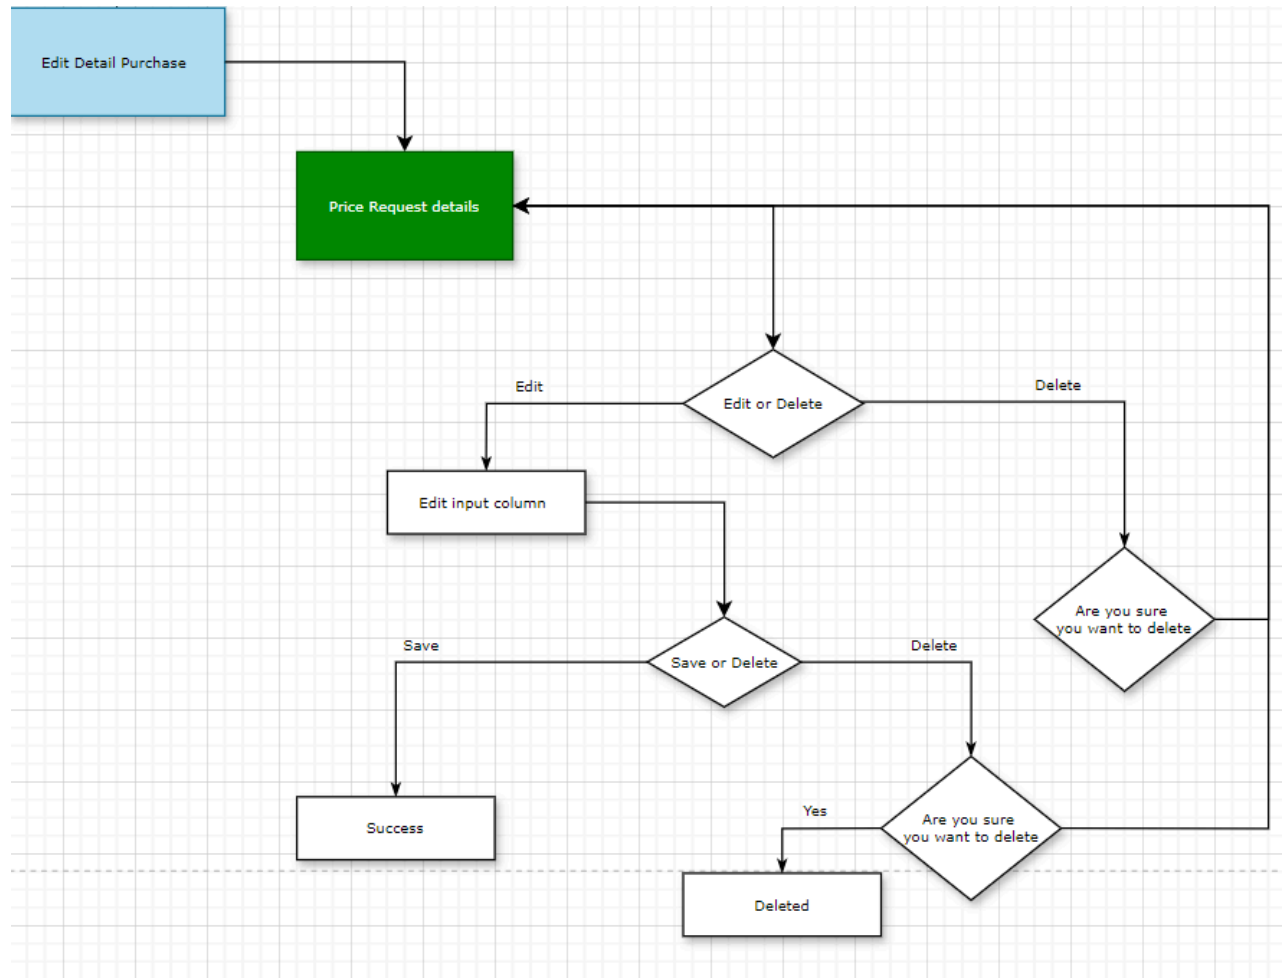 Edit Detail Purchase
Price Request details
Edit
Delete
Edit or Delete
Edit input column
Are you sure
you want to delete
Save
Delete
Save or Delete
Yes
Are you sure
you want to delete
Success
Deleted